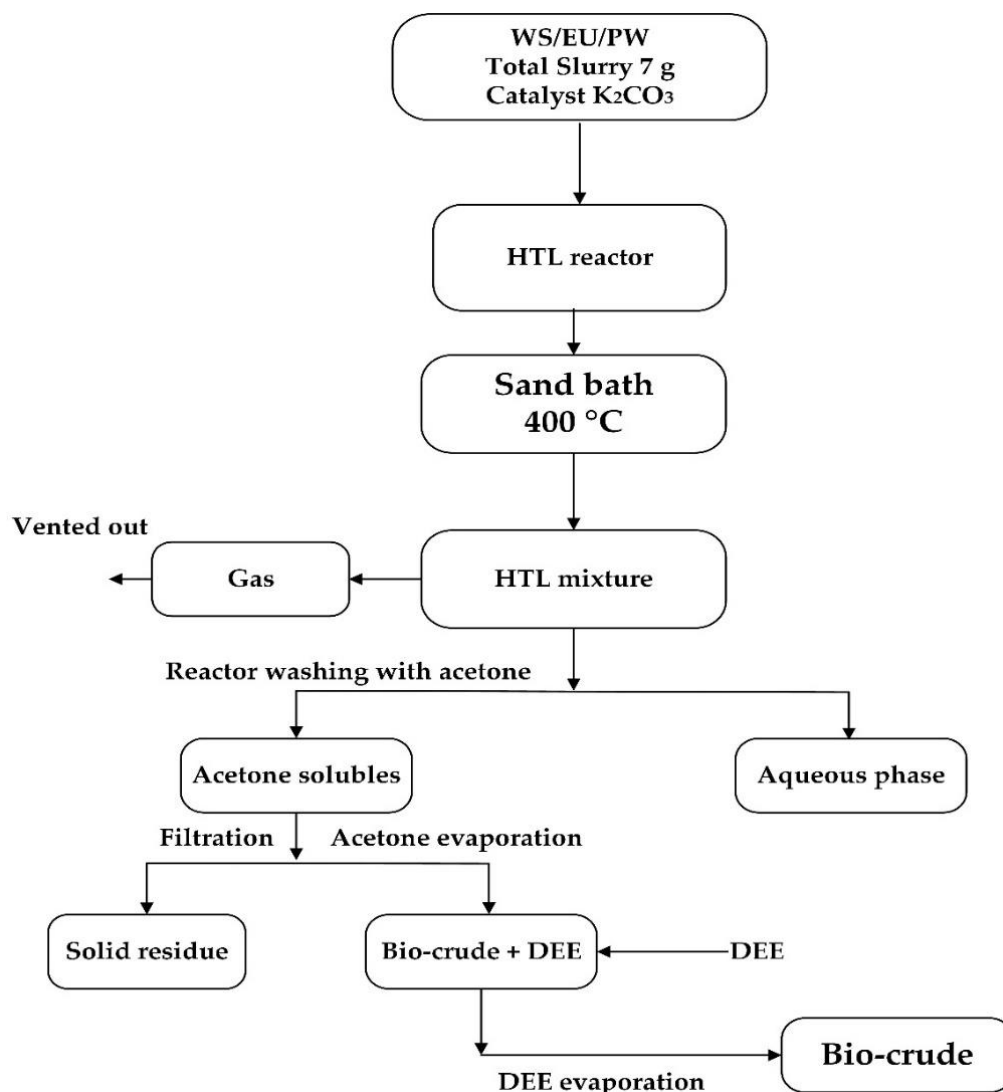 WS/EU/PW
Total Slurry 7 g
Catalyst K₂CO₃
HTL reactor
Sand bath
400 °C
Vented out
Gas
HTL mixture
Reactor washing with acetone
Acetone solubles
Aqueous phase
Filtration
Acetone evaporation
Solid residue
Bio-crude + DEE
DEE
Bio-crude
DEE evaporation